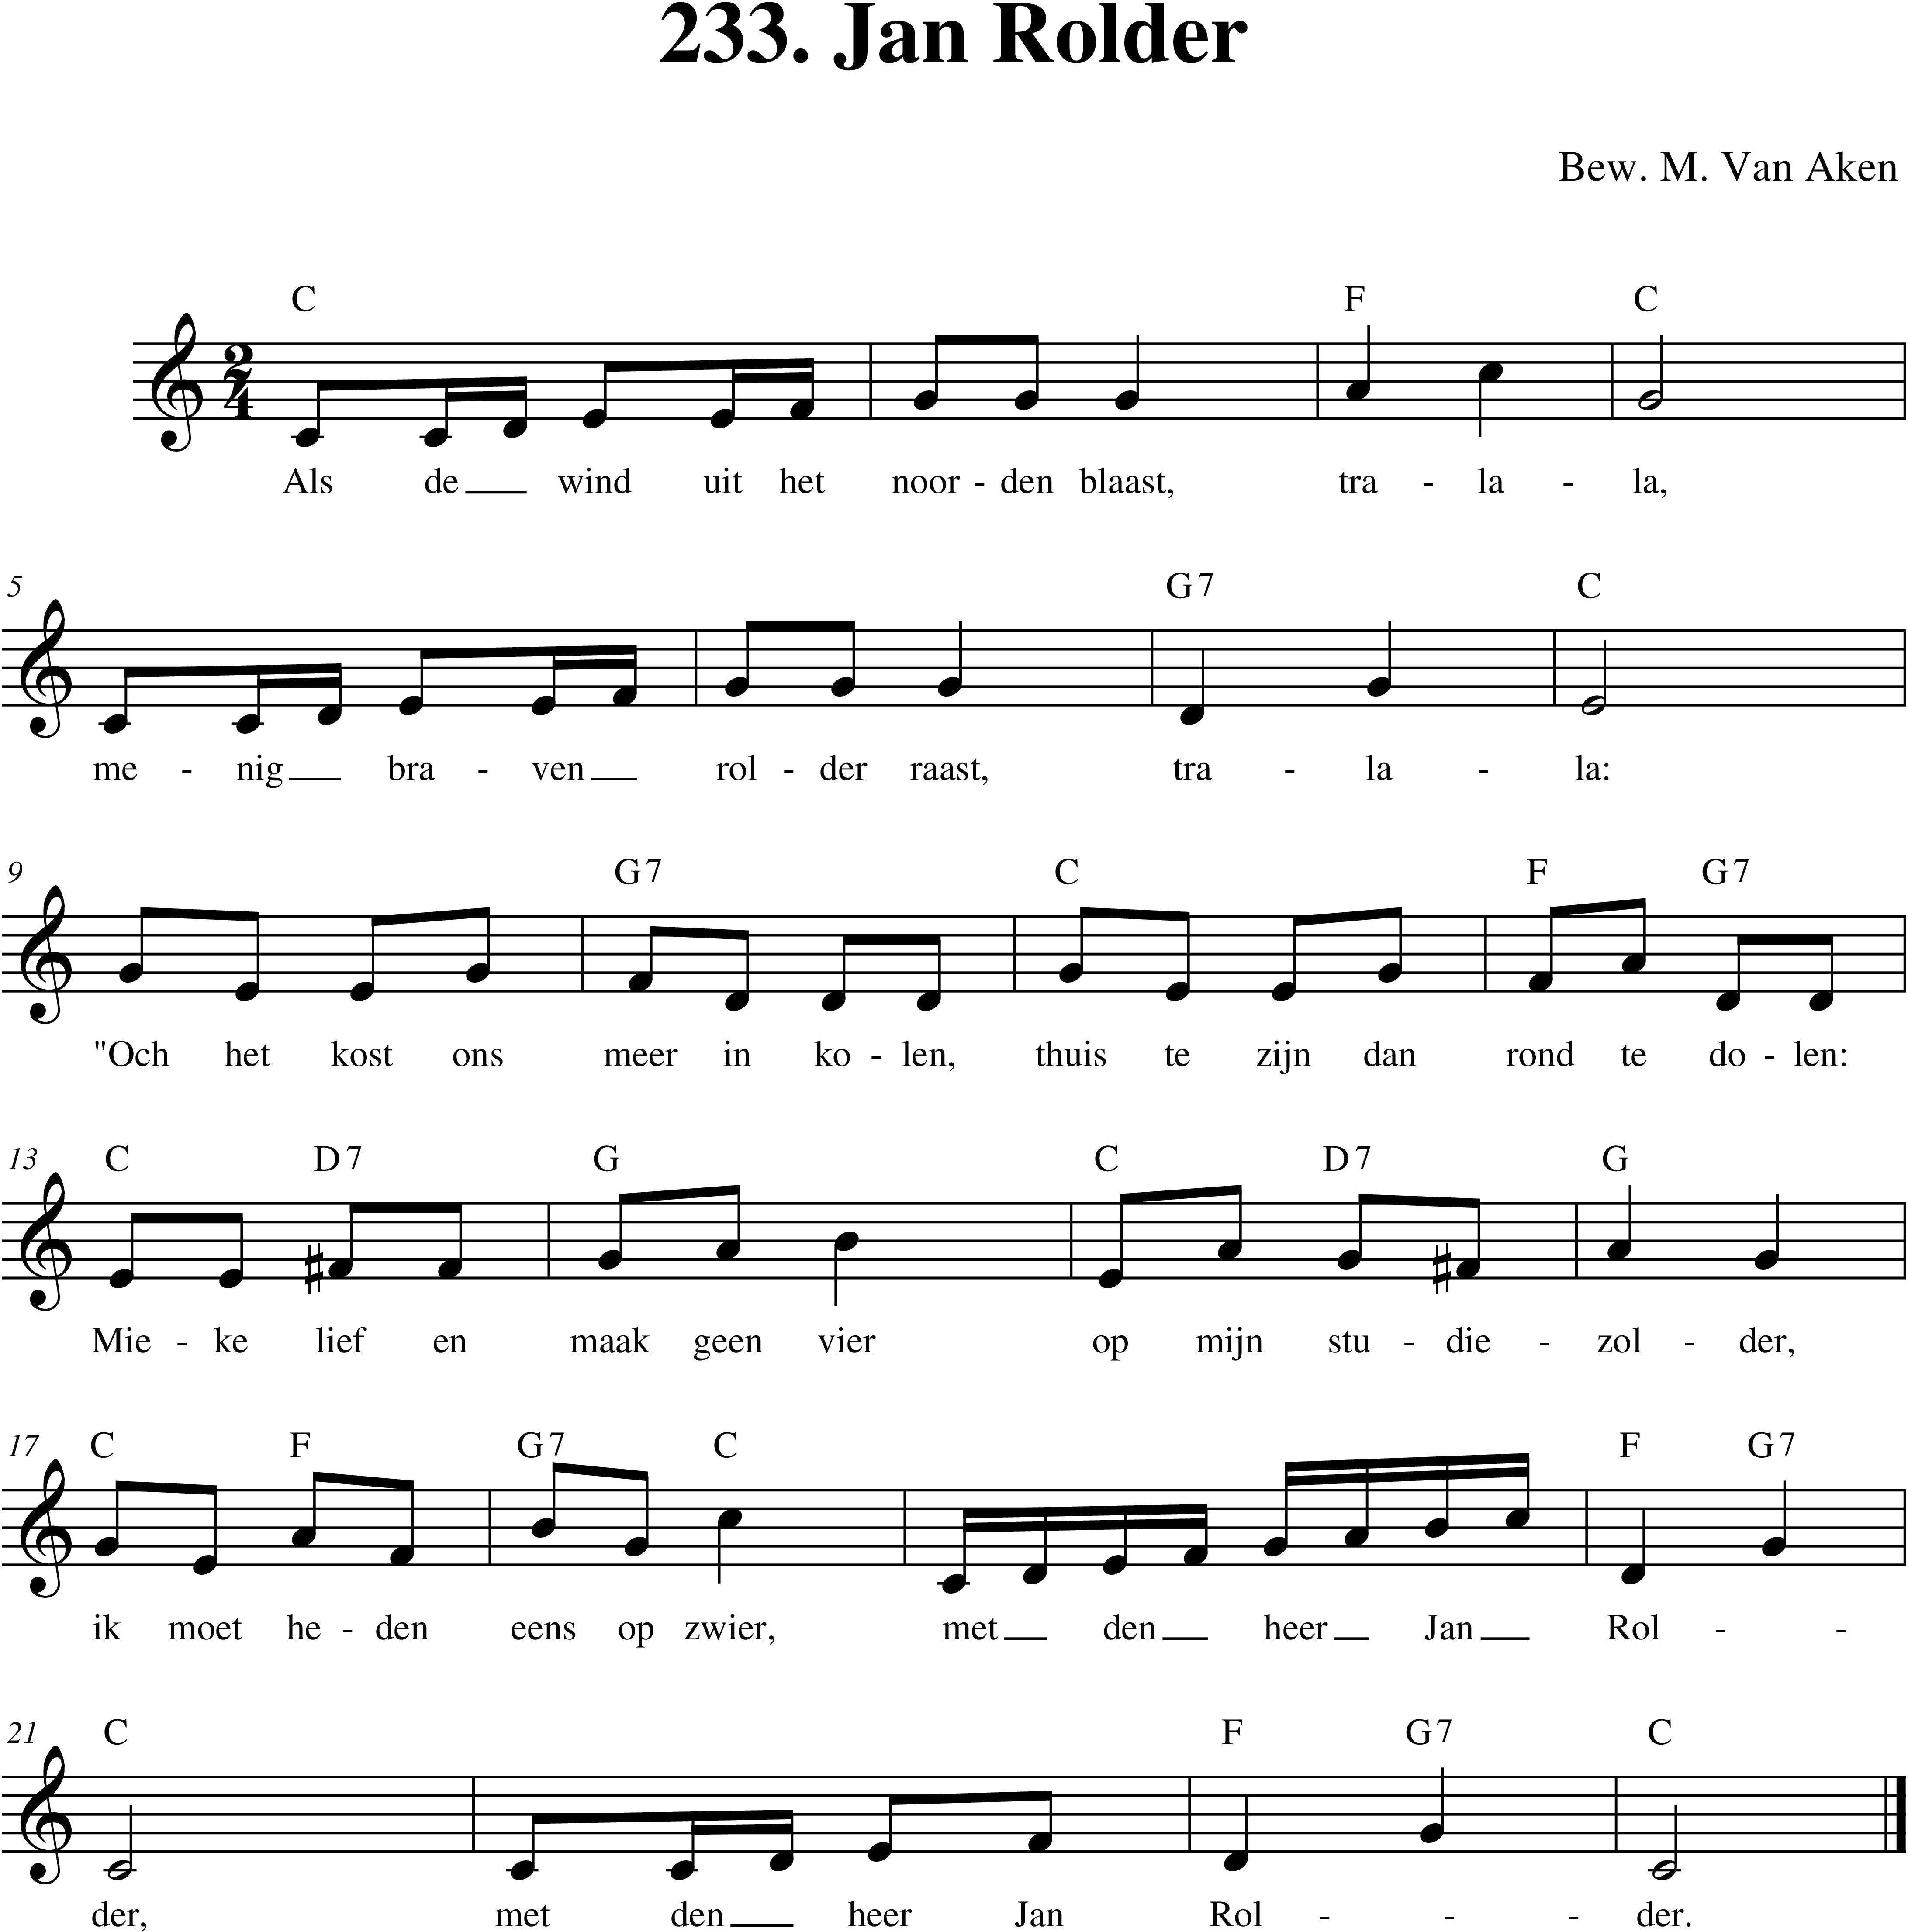 233. Jan Rolder
Bew. M. Van Aken
C F C
2
4
Als de wind uit het noor - den blaast, tra - la - la,
5 G7 C
me - nig bra - ven rol - der raast, tra - la - la:
9 G7 C F G7
"Och het kost ons meer in ko - len, thuis te zijn dan rond te do - len:
13 C D7 G C D7 G
Mie - ke lief en maak geen vier op mijn stu - die - zol - der,
17 C F G7 C F G7
ik moet he - den eens op zwier, met den heer Jan Rol - -
21 C F G7 C
der, met den heer Jan Rol - - - der.